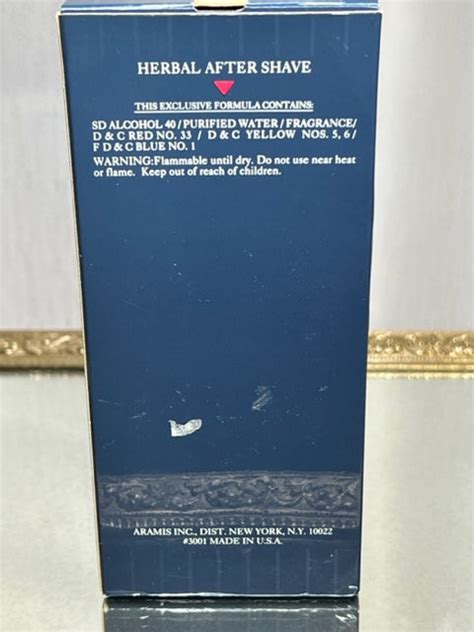 HERBAL AFTER SHAVE
THIS EXCLUSIVE FORMULA CONTAINS:
SD ALCOHOL 40 / PURIFIED WATER / FRAGRANCE/
D & C RED NO. 33 / D & C YELLOW NOS. 5, 6 /
F D & C BLUE NO. 1
WARNING:Flammable until dry. Do not use near heat
or flame. Keep out of reach of children.
ARAMIS INC., DIST. NEW YORK, N.Y. 10022
#3001 MADE IN U.S.A.